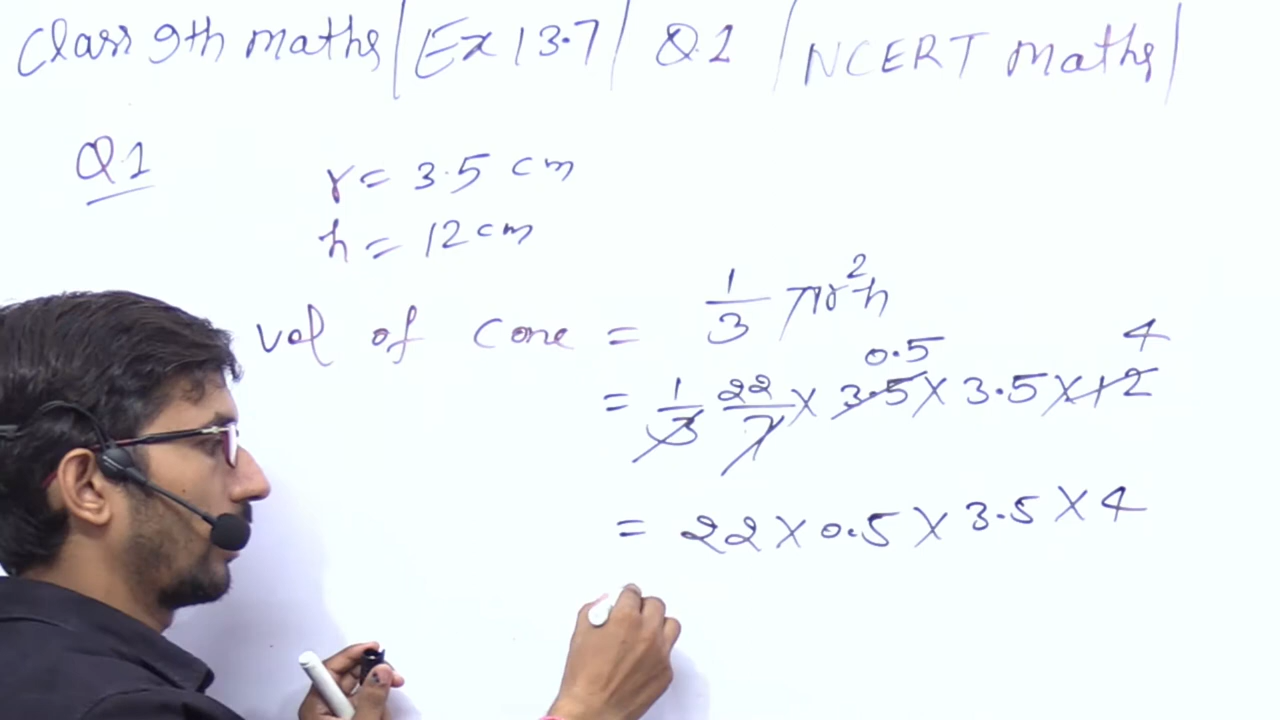 Class 9th maths | Ex 13.7 | Q.1 | NCERT Maths |
Q.1
r = 3.5 cm
h = 12 cm
vol of cone = 1/3 πr²h
0.5 4
= 1/3 22/7 × 3.5 × 3.5 × 12
= 22 × 0.5 × 3.5 × 4